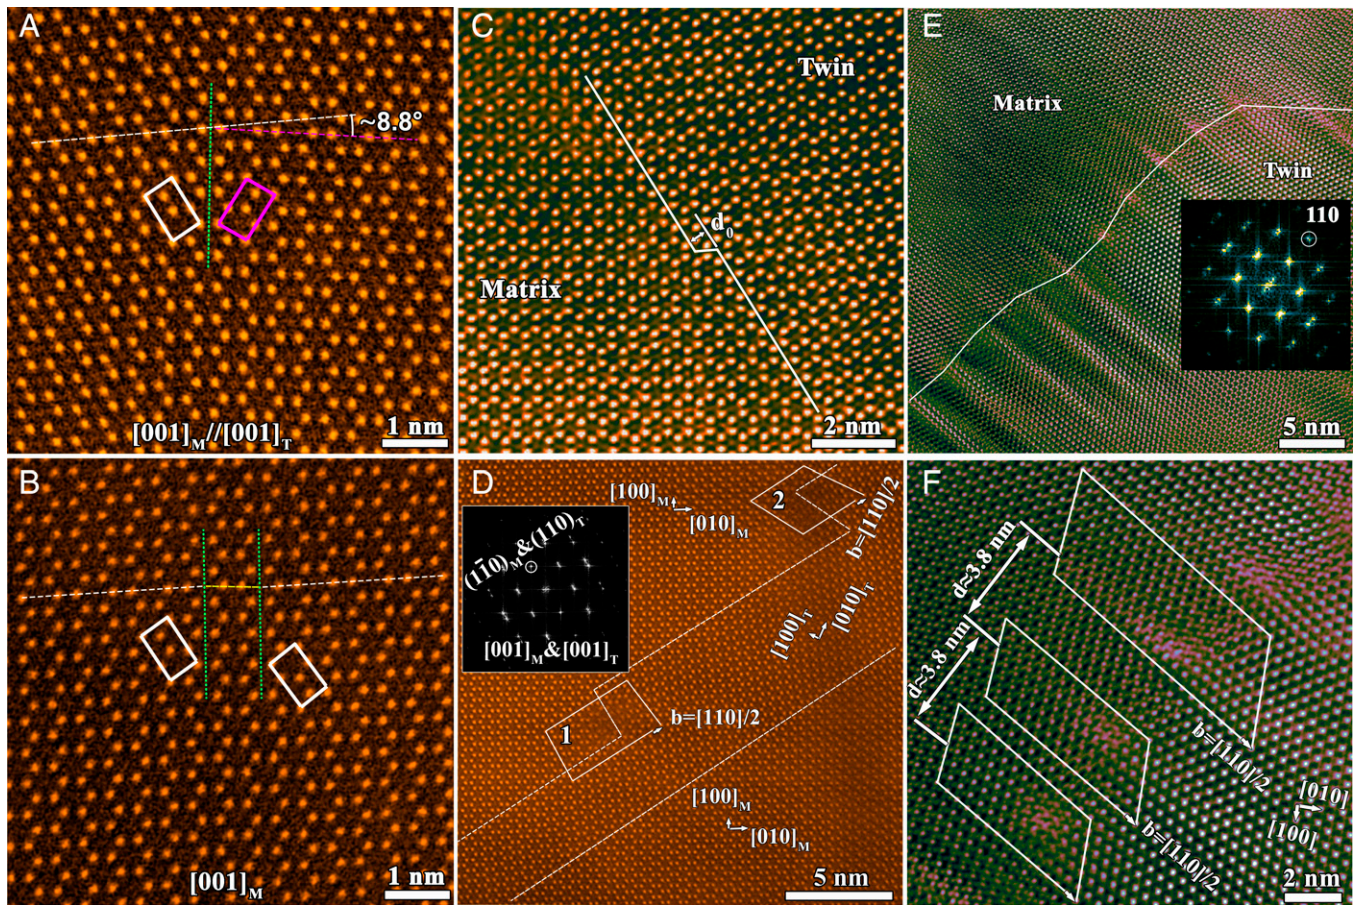 A
~8.8°
[001]M//[001]T
1 nm
B
[001]M
1 nm
C
Twin
d0
Matrix
2 nm
D
[100]M
[010]M
2
b=[110]/2
(11̄0)M&(110)T
[001]M&[001]T
[100]T
[010]T
1
b=[110]/2
[100]M
[010]M
5 nm
E
Matrix
Twin
110
5 nm
F
d≈3.8 nm
d≈3.8 nm
b=[110]/2
b=[110]/2
[010]
[100]
2 nm